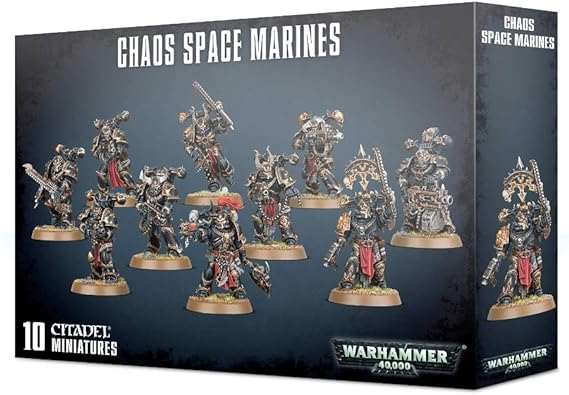 CHAOS SPACE MARINES
CHAOS
SPACE MARINES
10 CITADEL
MINIATURES
WARHAMMER
40,000
WARHAMMER
40,000